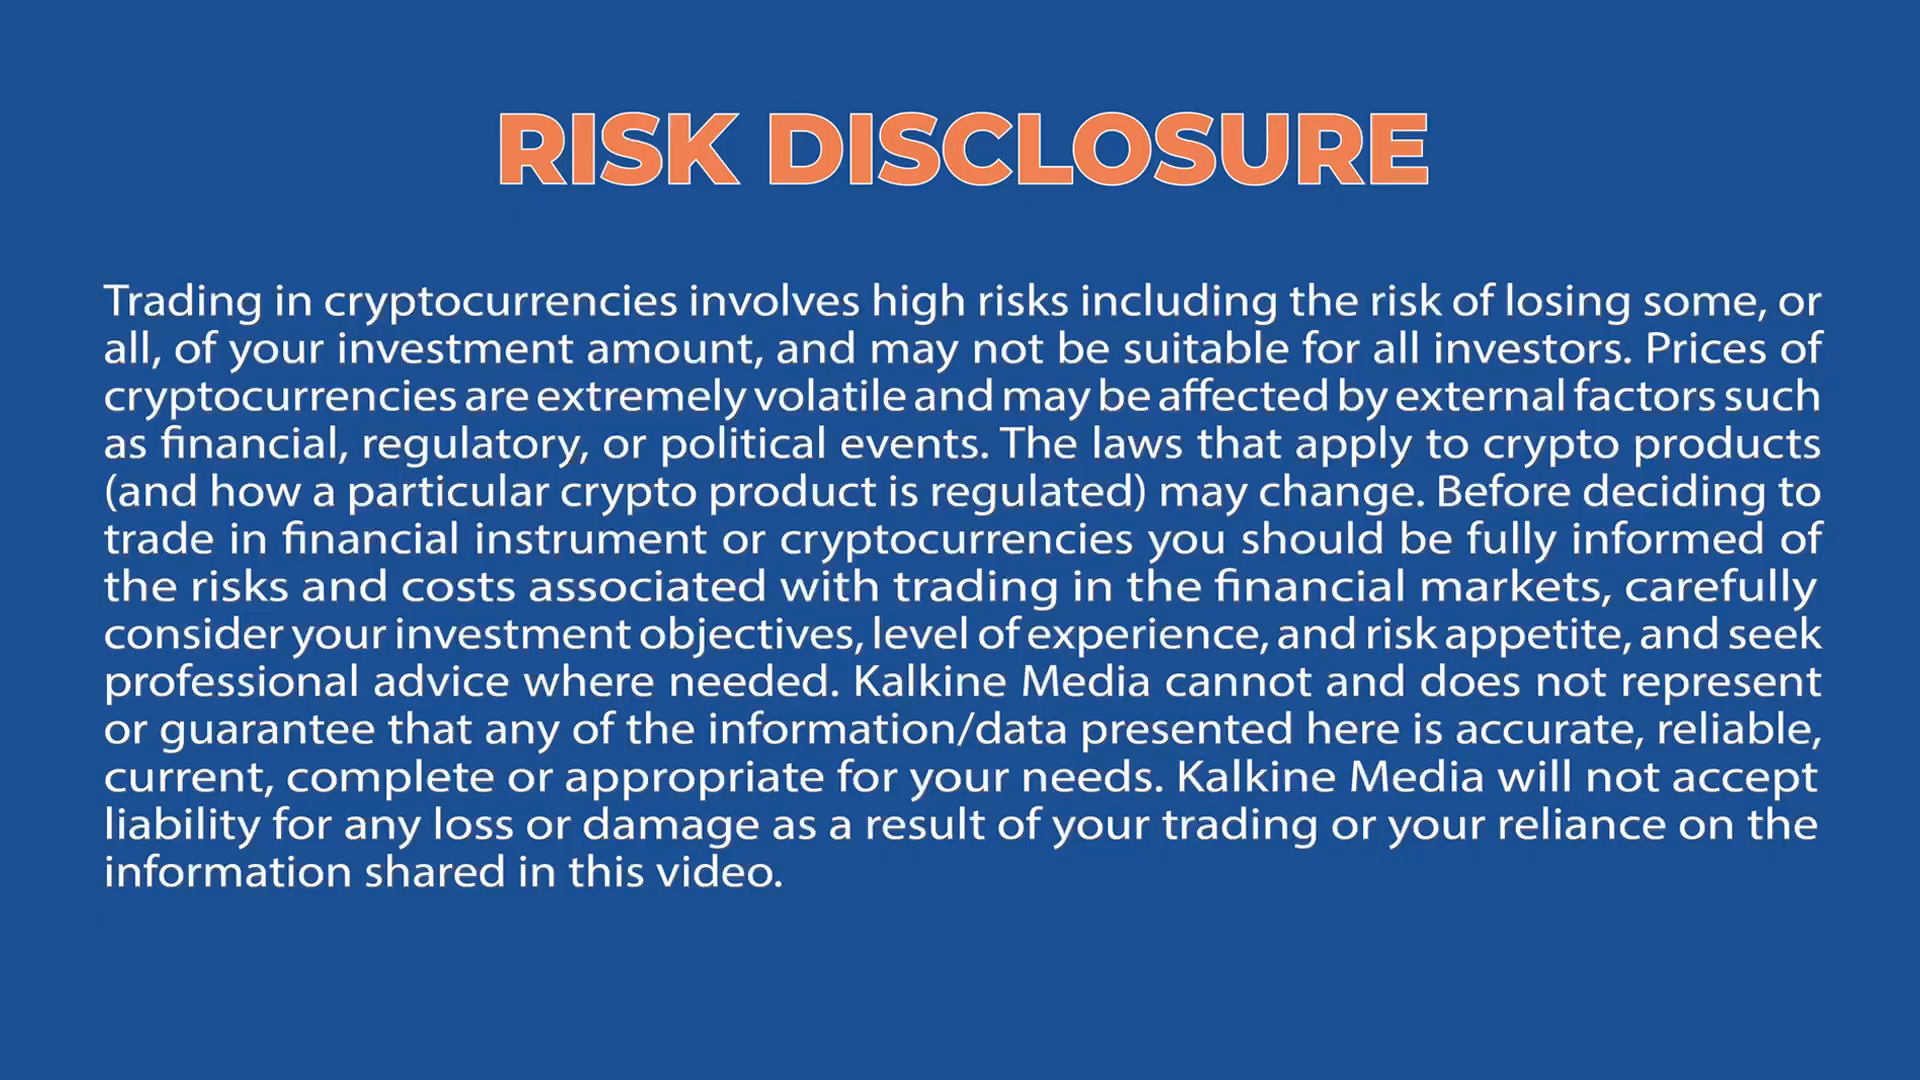 RISK DISCLOSURE
Trading in cryptocurrencies involves high risks including the risk of losing some, or
all, of your investment amount, and may not be suitable for all investors. Prices of
cryptocurrencies are extremely volatile and may be affected by external factors such
as financial, regulatory, or political events. The laws that apply to crypto products
(and how a particular crypto product is regulated) may change. Before deciding to
trade in financial instrument or cryptocurrencies you should be fully informed of
the risks and costs associated with trading in the financial markets, carefully
consider your investment objectives, level of experience, and risk appetite, and seek
professional advice where needed. Kalkine Media cannot and does not represent
or guarantee that any of the information/data presented here is accurate, reliable,
current, complete or appropriate for your needs. Kalkine Media will not accept
liability for any loss or damage as a result of your trading or your reliance on the
information shared in this video.